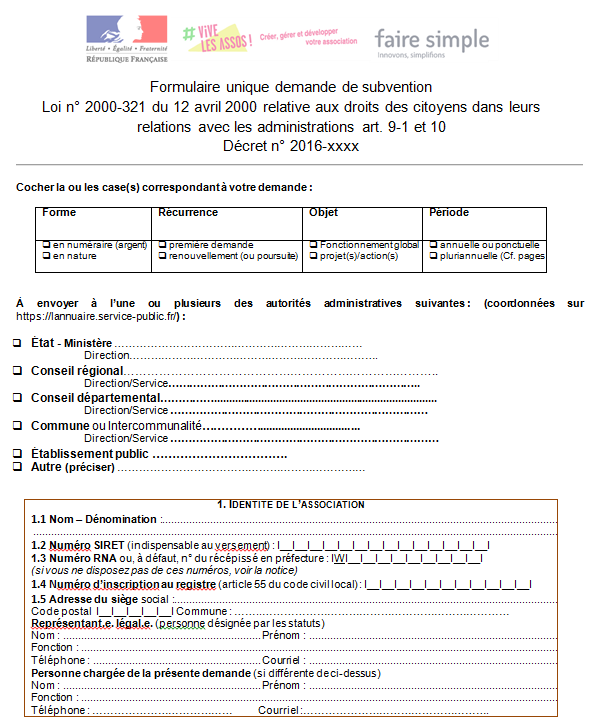 Liberté • Égalité • Fraternité
RÉPUBLIQUE FRANÇAISE
# ViVE LES ASSOS !
Créer, gérer et développer
votre association
faire simple
innovons, simplifions
Formulaire unique demande de subvention
Loi n° 2000-321 du 12 avril 2000 relative aux droits des citoyens dans leurs
relations avec les administrations art. 9-1 et 10
Décret n° 2016-xxxx
Cocher la ou les case(s) correspondant à votre demande :
Forme Récurrence Objet Période
❑ en numéraire (argent) ❑ première demande ❑ Fonctionnement global ❑ annuelle ou ponctuelle
❑ en nature ❑ renouvellement (ou poursuite) ❑ projet(s)/action(s) ❑ pluriannuelle (Cf. pages
À envoyer à l'une ou plusieurs des autorités administratives suivantes : (coordonnées sur
https://lannuaire.service-public.fr/) :
❑ État - Ministère ……………………………………………………
Direction……………………………………………………
❑ Conseil régional……………………………………………………………
Direction/Service……………………………………………………
❑ Conseil départemental……………...............................................................
Direction/Service……………………………………………………
❑ Commune ou Intercommunalité………………..................................
Direction/Service……………………………………………………
❑ Établissement public …………………………….
❑ Autre (préciser) ……………………………………………………
1. IDENTITE DE L'ASSOCIATION
1.1 Nom – Dénomination :..............................................................................................
..............................................................................................
1.2 Numéro SIRET (indispensable au versement) : I__I__I__I__I__I__I__I__I__I__I__I__I__I__I
1.3 Numéro RNA ou, à défaut, n° du récépissé en préfecture : IWI__I__I__I__I__I__I__I__I__I
(si vous ne disposez pas de ces numéros, voir la notice)
1.4 Numéro d'inscription au registre (article 55 du code civil local) : I__I__I__I__I__I__I__I__I__I__I__I
1.5 Adresse du siège social :..............................................................................................
Code postal I__I__I__I__I__I Commune : ……………………………………………………
Représentant.e. légal.e. (personne désignée par les statuts)
Nom : ……………………………………Prénom : ……………………………………
Fonction : ……………………………………………………………………………
Téléphone : ……………………………………Courriel : ……………………………………
Personne chargée de la présente demande (si différente de ci-dessus)
Nom : ……………………………………Prénom : ……………………………………
Fonction : ……………………………………………………………………………
Téléphone : …………………………………… Courriel:……………………………………